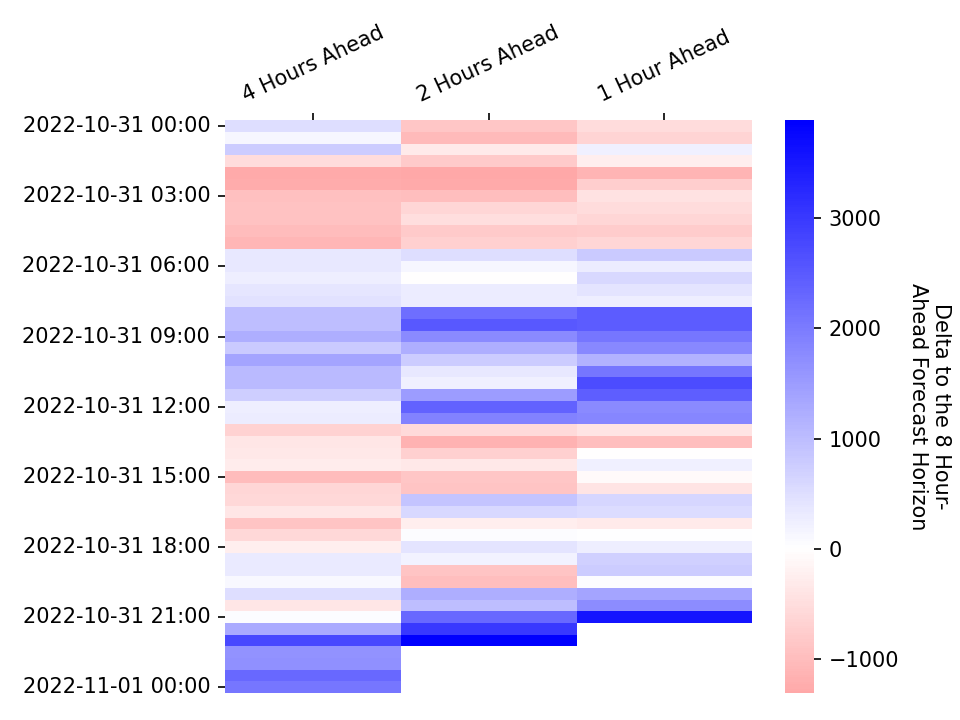 4 Hours Ahead
2 Hours Ahead
1 Hour Ahead
2022-10-31 00:00
2022-10-31 03:00
2022-10-31 06:00
2022-10-31 09:00
2022-10-31 12:00
2022-10-31 15:00
2022-10-31 18:00
2022-10-31 21:00
2022-11-01 00:00
3000
2000
1000
0
−1000
Delta to the 8 Hour-
Ahead Forecast Horizon